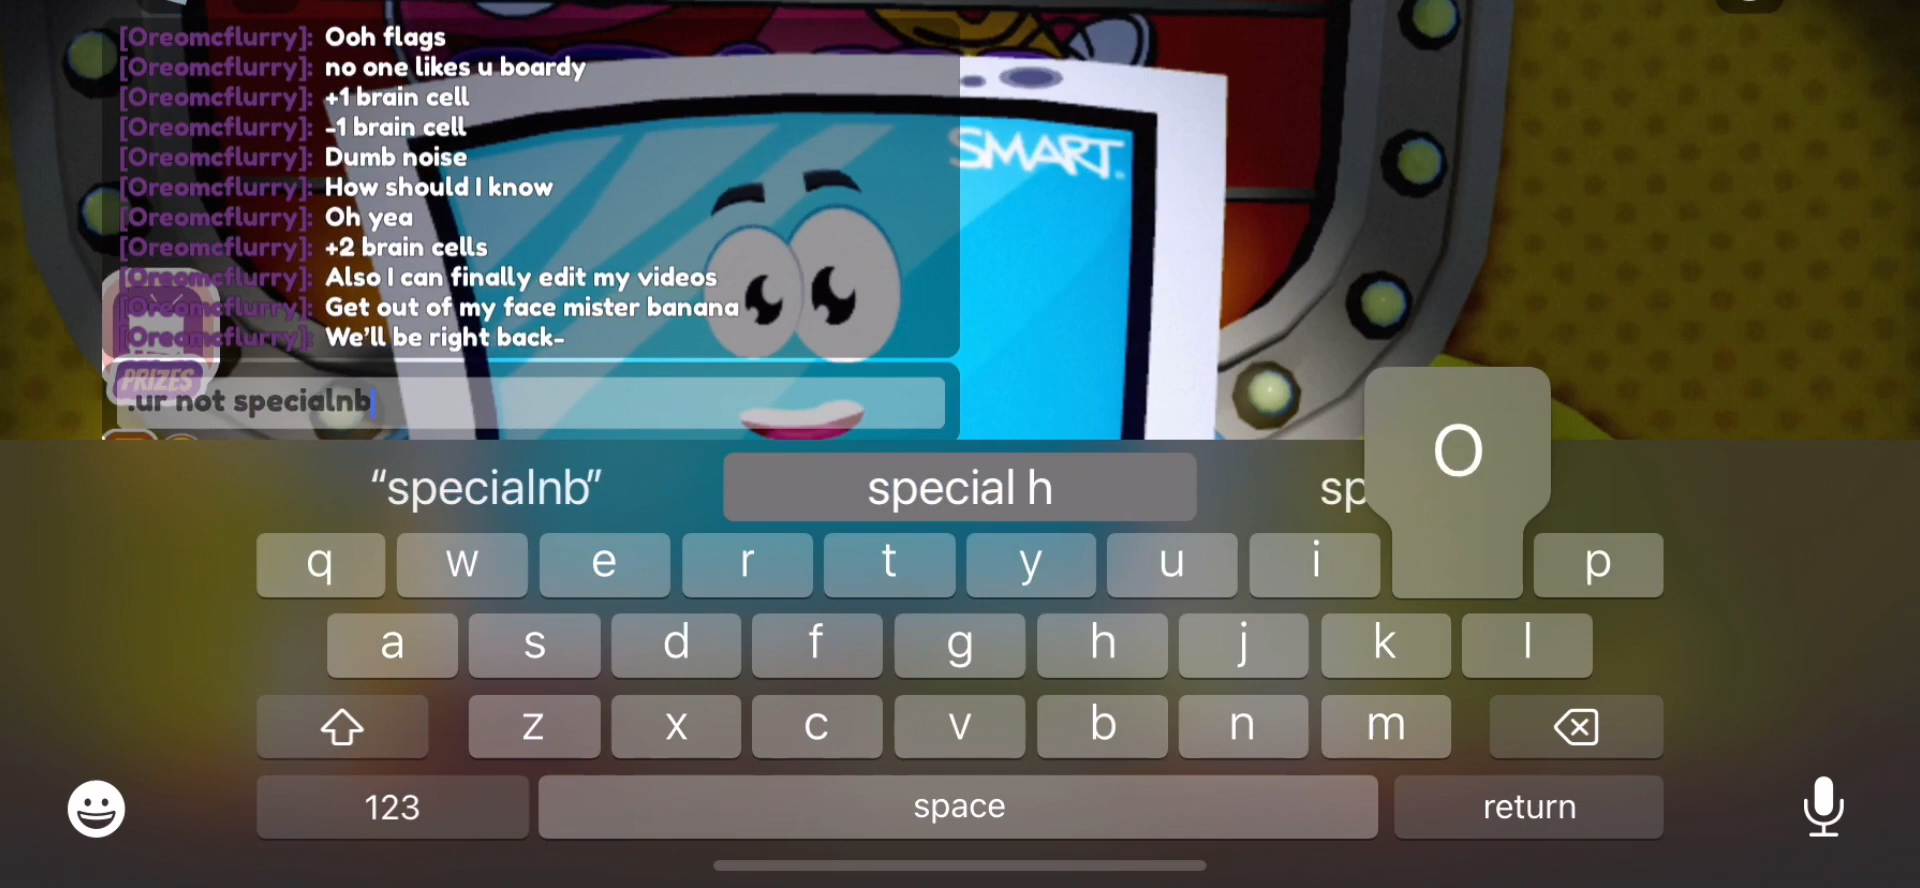 [Oreomcflurry]: Ooh flags
[Oreomcflurry]: no one likes u boardy
[Oreomcflurry]: +1 brain cell
[Oreomcflurry]: -1 brain cell
[Oreomcflurry]: Dumb noise
[Oreomcflurry]: How should I know
[Oreomcflurry]: Oh yea
[Oreomcflurry]: +2 brain cells
[Oreomcflurry]: Also I can finally edit my videos
[Oreomcflurry]: Get out of my face mister banana
[Oreomcflurry]: We'll be right back-
SMART
PRIZES
.ur not specialnb
“specialnb” special h
O
q w e r t y u i p
a s d f g h j k l
z x c v b n m
123 space return